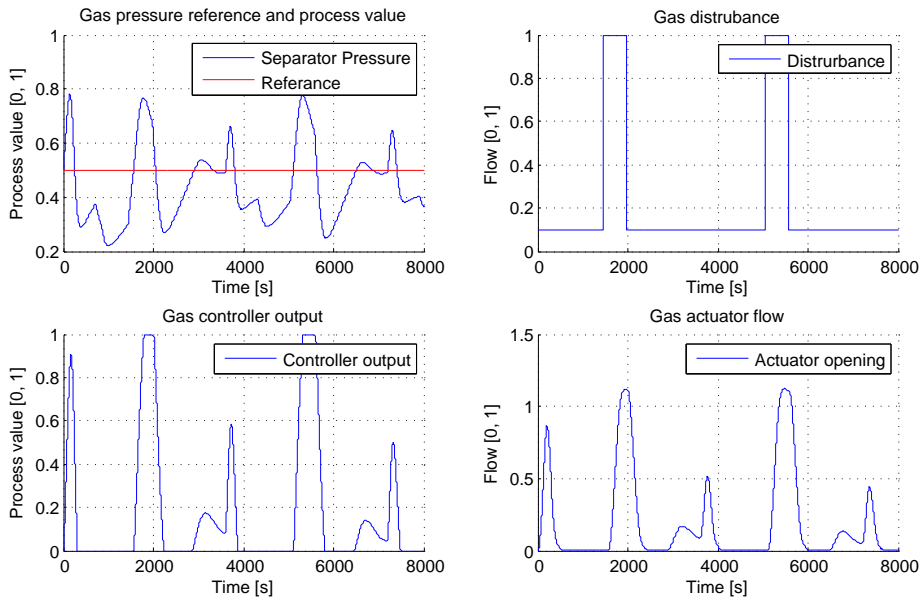 Gas pressure reference and process value
Process value [0, 1]
1
0.8
0.6
0.4
0.2
Separator Pressure
Referance
0
2000
4000
6000
8000
Time [s]
Gas distrubance
Flow [0, 1]
1
0.8
0.6
0.4
0.2
0
Distrurbance
0
2000
4000
6000
8000
Time [s]
Gas controller output
Process value [0, 1]
1
0.8
0.6
0.4
0.2
0
Controller output
0
2000
4000
6000
8000
Time [s]
Gas actuator flow
Flow [0, 1]
1.5
1
0.5
0
Actuator opening
0
2000
4000
6000
8000
Time [s]